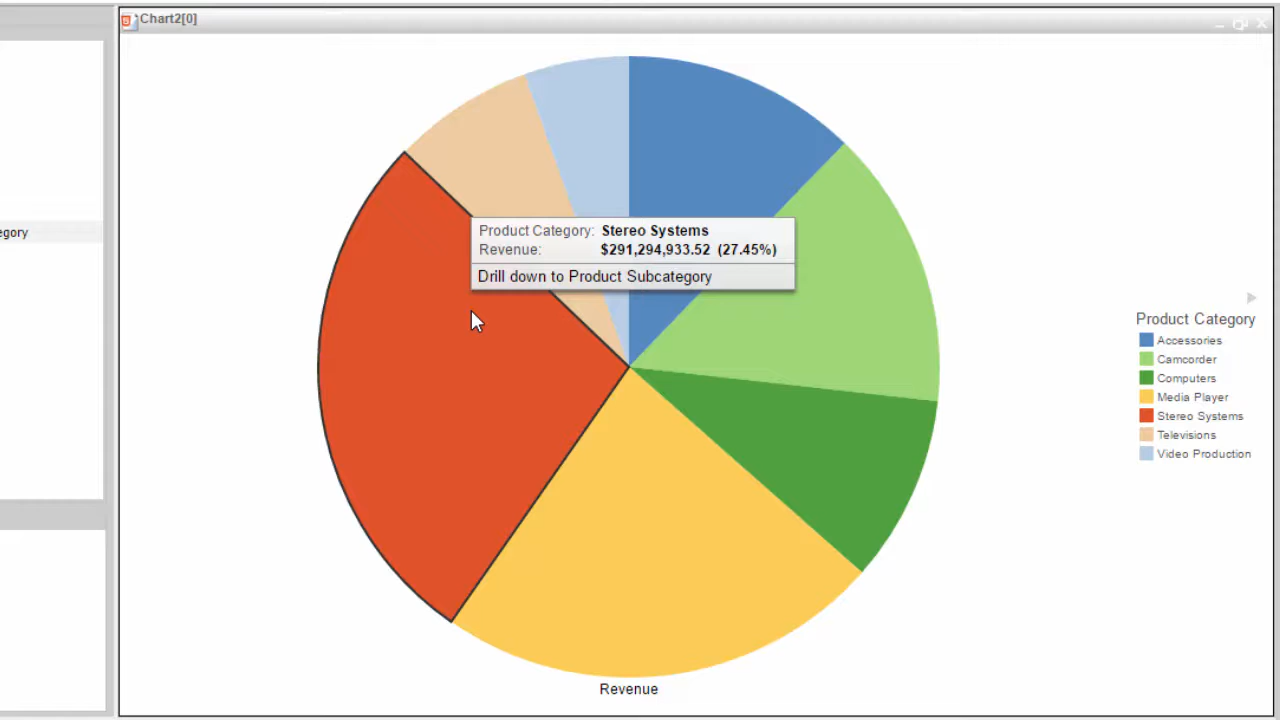 Chart2[0]
egory
Product Category: Stereo Systems
Revenue: $291,294,933.52 (27.45%)
Drill down to Product Subcategory
Product Category
Accessories
Camcorder
Computers
Media Player
Stereo Systems
Televisions
Video Production
Revenue